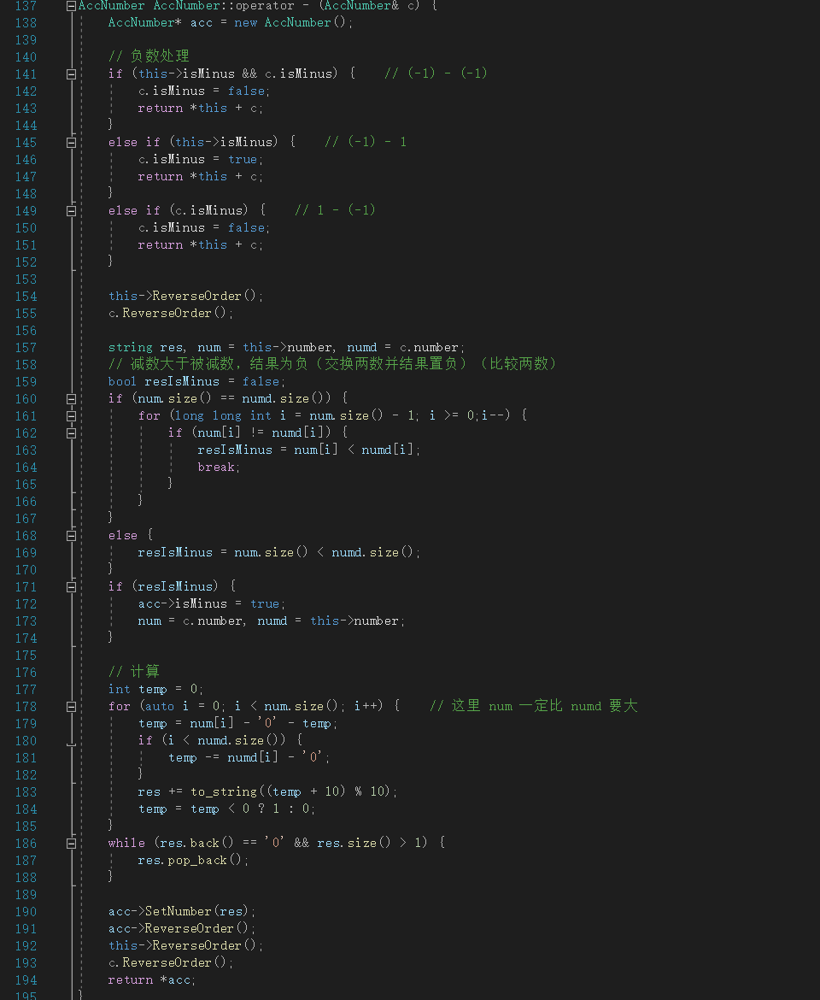 137 AccNumber AccNumber::operator - (AccNumber& c) {
138     AccNumber* acc = new AccNumber();
139
140     // 负数处理
141     if (this->isMinus && c.isMinus) {    // (-1) - (-1)
142         c.isMinus = false;
143         return *this + c;
144     }
145     else if (this->isMinus) {    // (-1) - 1
146         c.isMinus = true;
147         return *this + c;
148     }
149     else if (c.isMinus) {    // 1 - (-1)
150         c.isMinus = false;
151         return *this + c;
152     }
153
154     this->ReverseOrder();
155     c.ReverseOrder();
156
157     string res, num = this->number, numd = c.number;
158     // 减数大于被减数，结果为负（交换两数并结果置负）（比较两数）
159     bool resIsMinus = false;
160     if (num.size() == numd.size()) {
161         for (long long int i = num.size() - 1; i >= 0;i--) {
162             if (num[i] != numd[i]) {
163                 resIsMinus = num[i] < numd[i];
164                 break;
165             }
166         }
167     }
168     else {
169         resIsMinus = num.size() < numd.size();
170     }
171     if (resIsMinus) {
172         acc->isMinus = true;
173         num = c.number, numd = this->number;
174     }
175
176     // 计算
177     int temp = 0;
178     for (auto i = 0; i < num.size(); i++) {    // 这里 num 一定比 numd 要大
179         temp = num[i] - '0' - temp;
180         if (i < numd.size()) {
181             temp -= numd[i] - '0';
182         }
183         res += to_string((temp + 10) % 10);
184         temp = temp < 0 ? 1 : 0;
185     }
186     while (res.back() == '0' && res.size() > 1) {
187         res.pop_back();
188     }
189
190     acc->SetNumber(res);
191     acc->ReverseOrder();
192     this->ReverseOrder();
193     c.ReverseOrder();
194     return *acc;
195 }